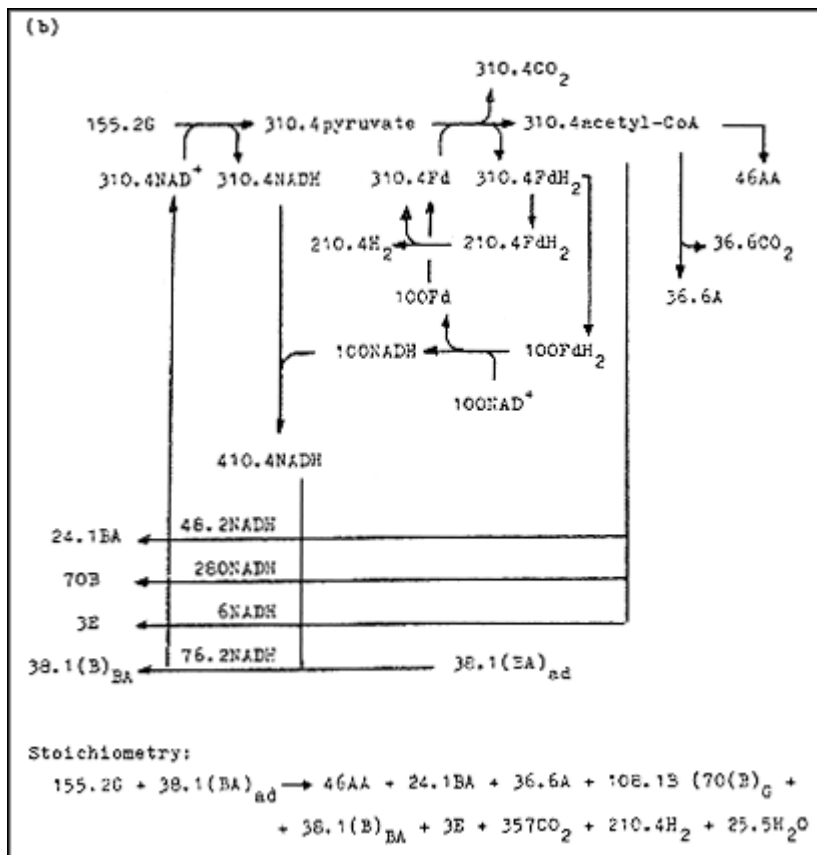 (b)
310.4CO₂
155.2G 310.4pyruvate 310.4acetyl-CoA
310.4NAD⁺ 310.4NADH 310.4Fd 310.4FdH₂ 46AA
210.4H₂ 210.4FdH₂ 36.6CO₂
100Fd 36.6A
100NADH 100FdH₂
100NAD⁺
410.4NADH
48.2NADH
24.1BA
280NADH
70B
6NADH
3E
76.2NADH
38.1(B)BA 38.1(BA)ad
Stoichiometry:
155.2G + 38.1(BA)ad → 46AA + 24.1BA + 36.6A + 108.1B (70(B)G +
+ 38.1(B)BA + 3E + 357CO₂ + 210.4H₂ + 25.5H₂O